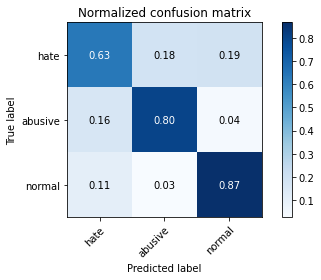 Normalized confusion matrix
hate 0.63 0.18 0.19
abusive 0.16 0.80 0.04
normal 0.11 0.03 0.87
hate abusive normal
True label
Predicted label
0.8
0.7
0.6
0.5
0.4
0.3
0.2
0.1